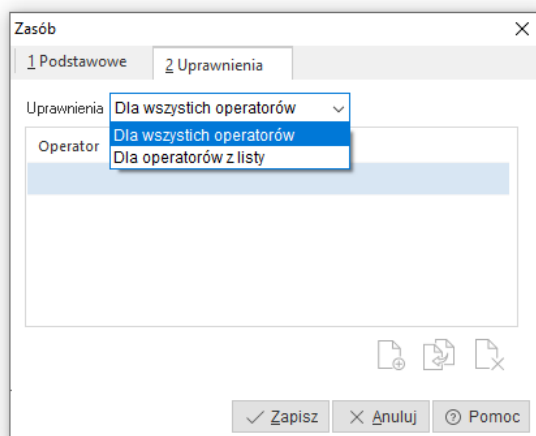 Zasób
1 Podstawowe
2 Uprawnienia
Uprawnienia Dla wszystich operatorów
Dla wszystich operatorów
Dla operatorów z listy
Operator
Zapisz
Anuluj
Pomoc